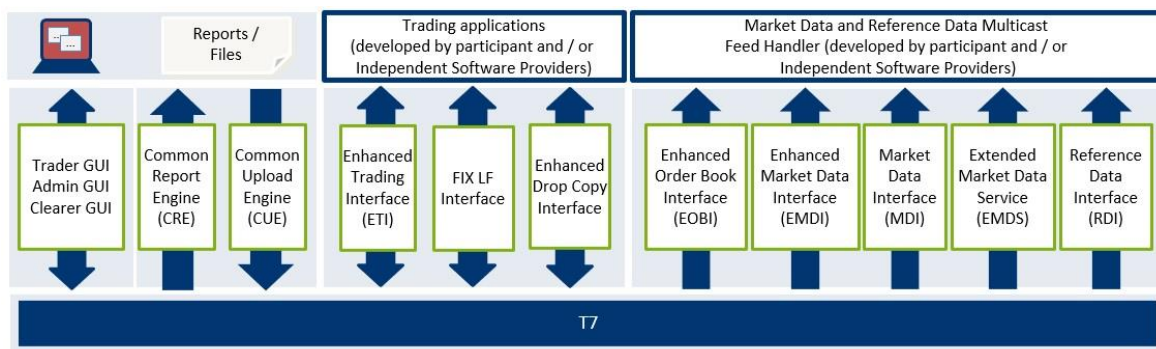 Reports /
Files
Trading applications
(developed by participant and / or
Independent Software Providers)
Market Data and Reference Data Multicast
Feed Handler (developed by participant and / or
Independent Software Providers)
Trader GUI
Admin GUI
Clearer GUI
Common
Report
Engine
(CRE)
Common
Upload
Engine
(CUE)
Enhanced
Trading
Interface
(ETI)
FIX LF
Interface
Enhanced
Drop Copy
Interface
Enhanced
Order Book
Interface
(EOBI)
Enhanced
Market Data
Interface
(EMDI)
Market
Data
Interface
(MDI)
Extended
Market Data
Service
(EMDS)
Reference
Data
Interface
(RDI)
T7